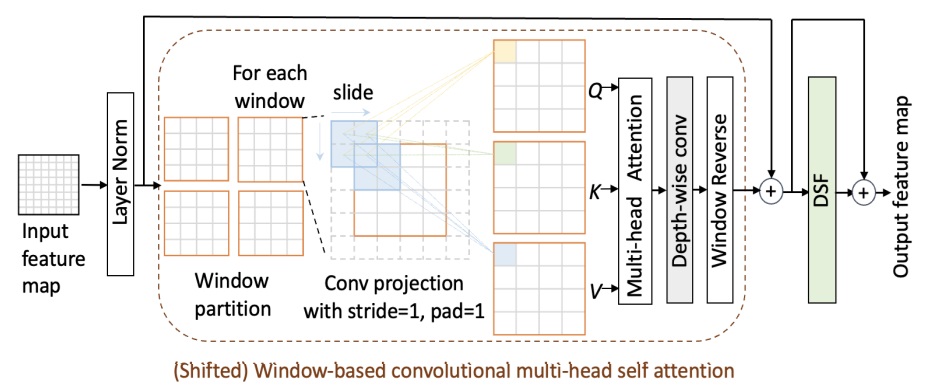 For each
window
slide
Layer Norm
Input
feature
map
Window
partition
Conv projection
with stride=1, pad=1
Q
K
V
Multi-head Attention
Depth-wise conv
Window Reverse
+
DSF
+
Output feature map
(Shifted) Window-based convolutional multi-head self attention